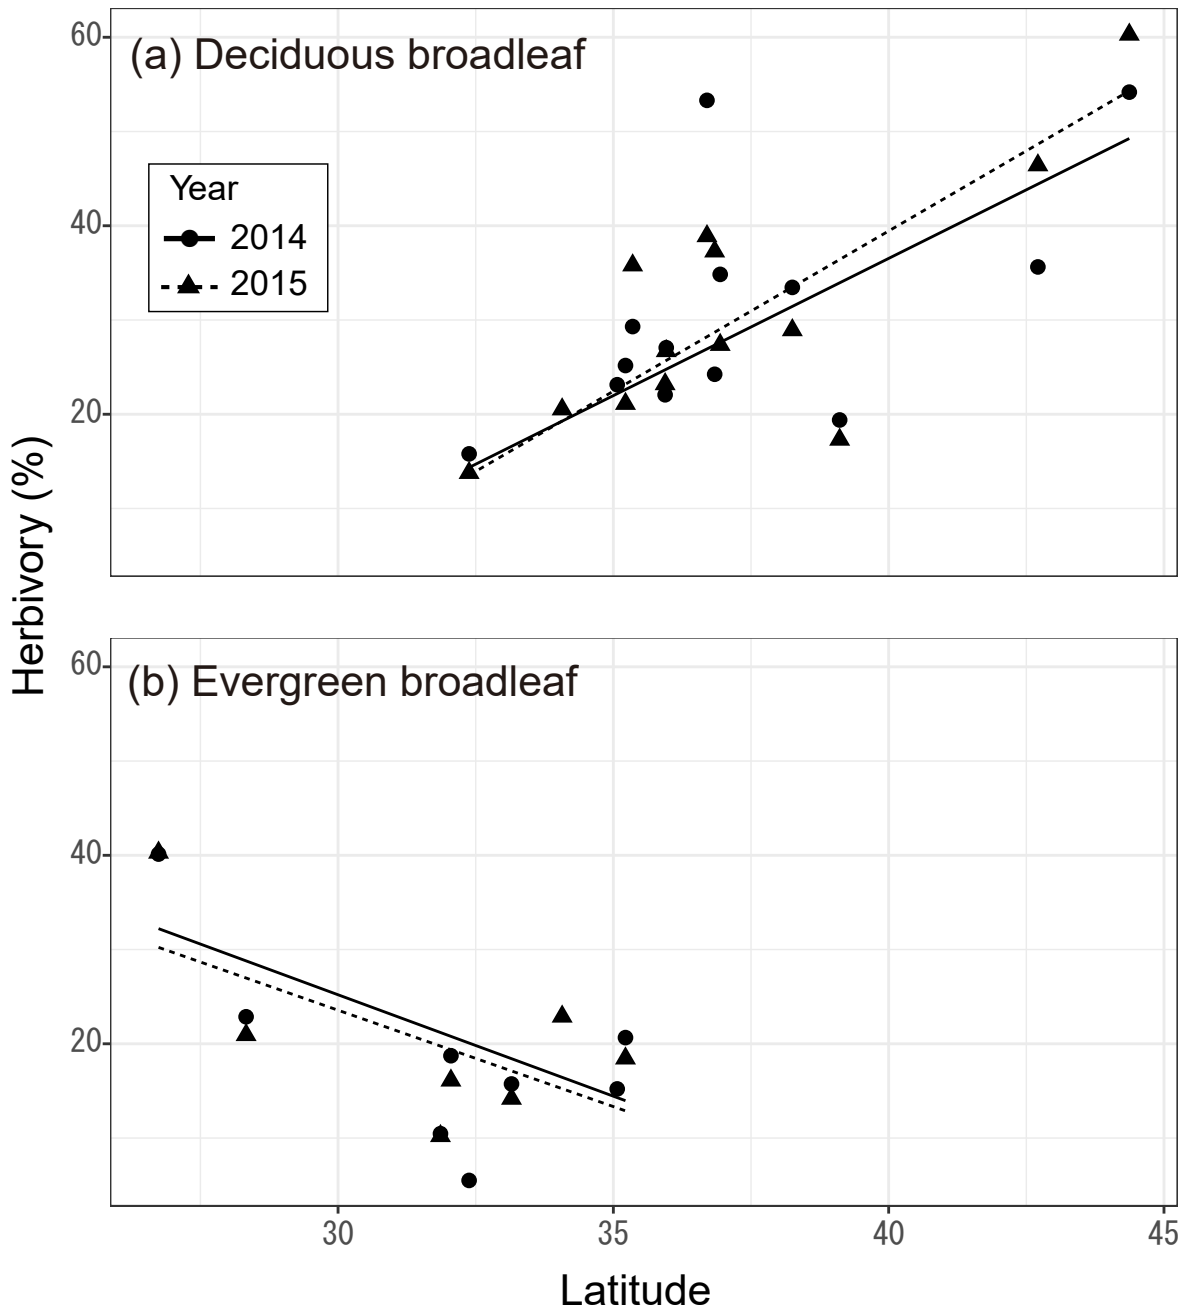 60
(a) Deciduous broadleaf
Year
40
2014
2015
20
Herbivory (%)
60
(b) Evergreen broadleaf
40
20
30 35 40 45
Latitude